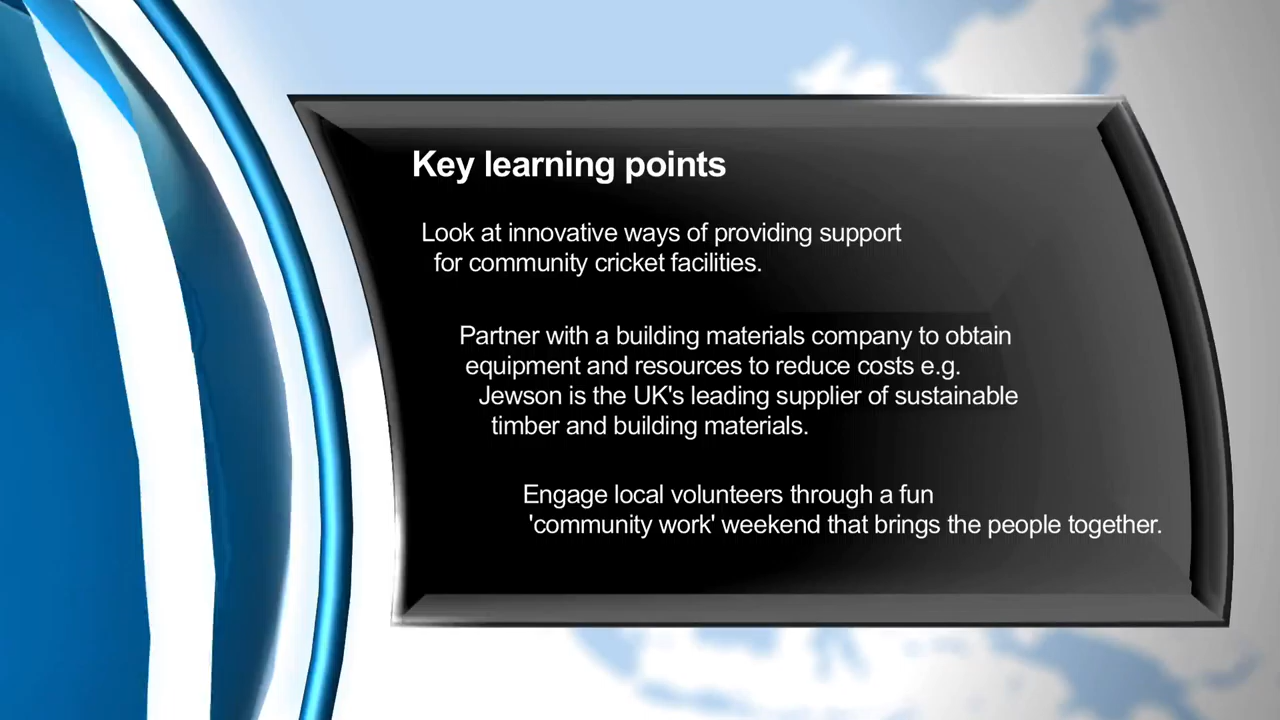 Key learning points
Look at innovative ways of providing support
for community cricket facilities.
Partner with a building materials company to obtain
equipment and resources to reduce costs e.g.
Jewson is the UK's leading supplier of sustainable
timber and building materials.
Engage local volunteers through a fun
'community work' weekend that brings the people together.